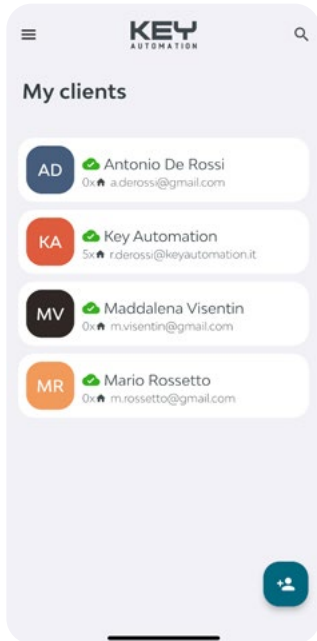 KEY
AUTOMATION
My clients
AD
Antonio De Rossi
0x a.derossi@gmail.com
KA
Key Automation
5x r.derossi@keyautomation.it
MV
Maddalena Visentin
0x m.visentin@gmail.com
MR
Mario Rossetto
0x m.rossetto@gmail.com